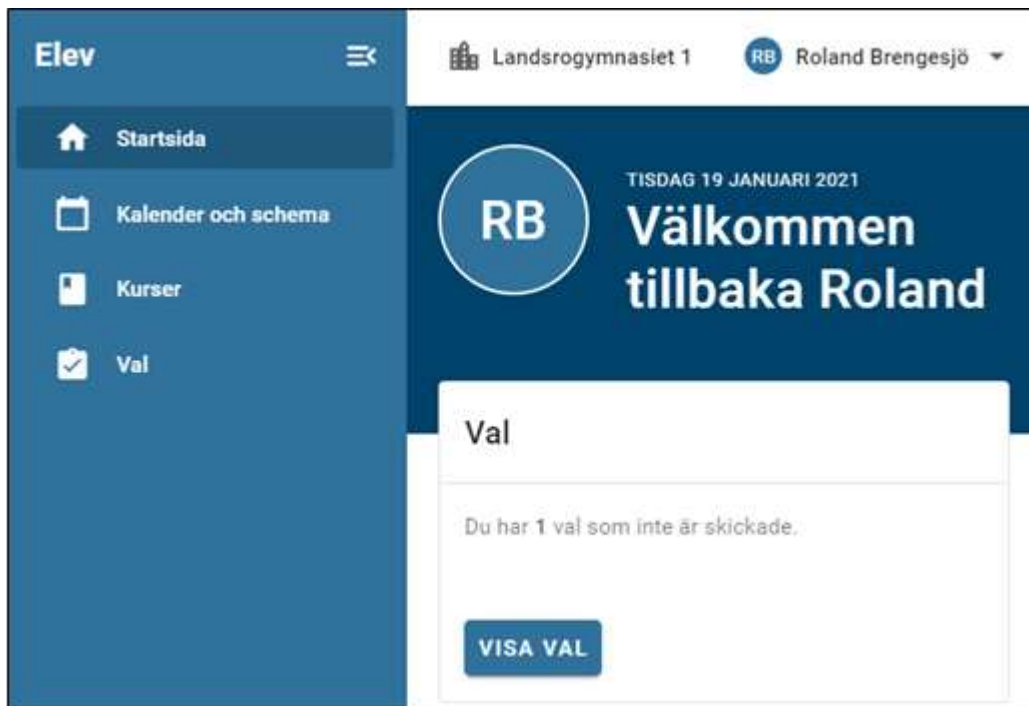 Elev
Startsida
Kalender och schema
Kurser
Val
Landsrogymnasiet 1
RB
Roland Brengesjö
RB
TISDAG 19 JANUARI 2021
Välkommen
tillbaka Roland
Val
Du har 1 val som inte är skickade.
VISA VAL